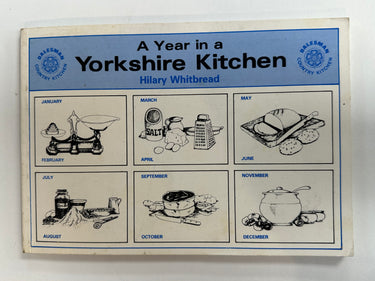 A Year in a
Yorkshire Kitchen
Hilary Whitbread
DALESMAN
COUNTRY KITCHEN
DALESMAN
COUNTRY KITCHEN
JANUARY
FEBRUARY
MARCH
SALT
APRIL
MAY
JUNE
JULY
AUGUST
SEPTEMBER
OCTOBER
NOVEMBER
DECEMBER